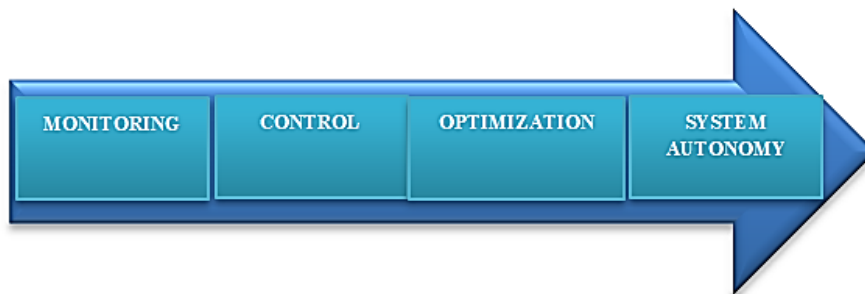 MONITORING
CONTROL
OPTIMIZATION
SYSTEM
AUTONOMY